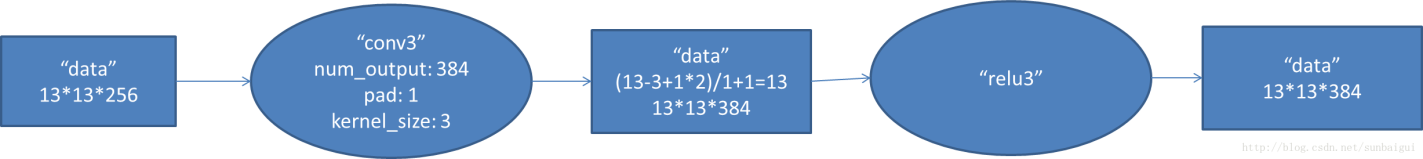 “data”
13*13*256
“conv3”
num_output: 384
pad: 1
kernel_size: 3
“data”
(13-3+1*2)/1+1=13
13*13*384
“relu3”
“data”
13*13*384
http://blog.csdn.net/sunbaigui